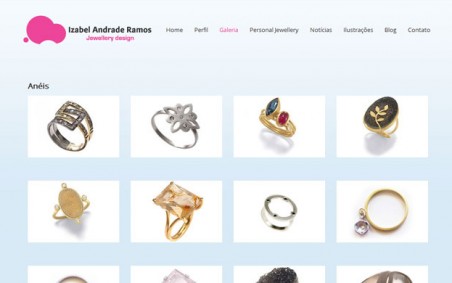 Izabel Andrade Ramos
Jewellery design
Home Perfil Galeria Personal Jewellery Notícias Ilustrações Blog Contato
Anéis